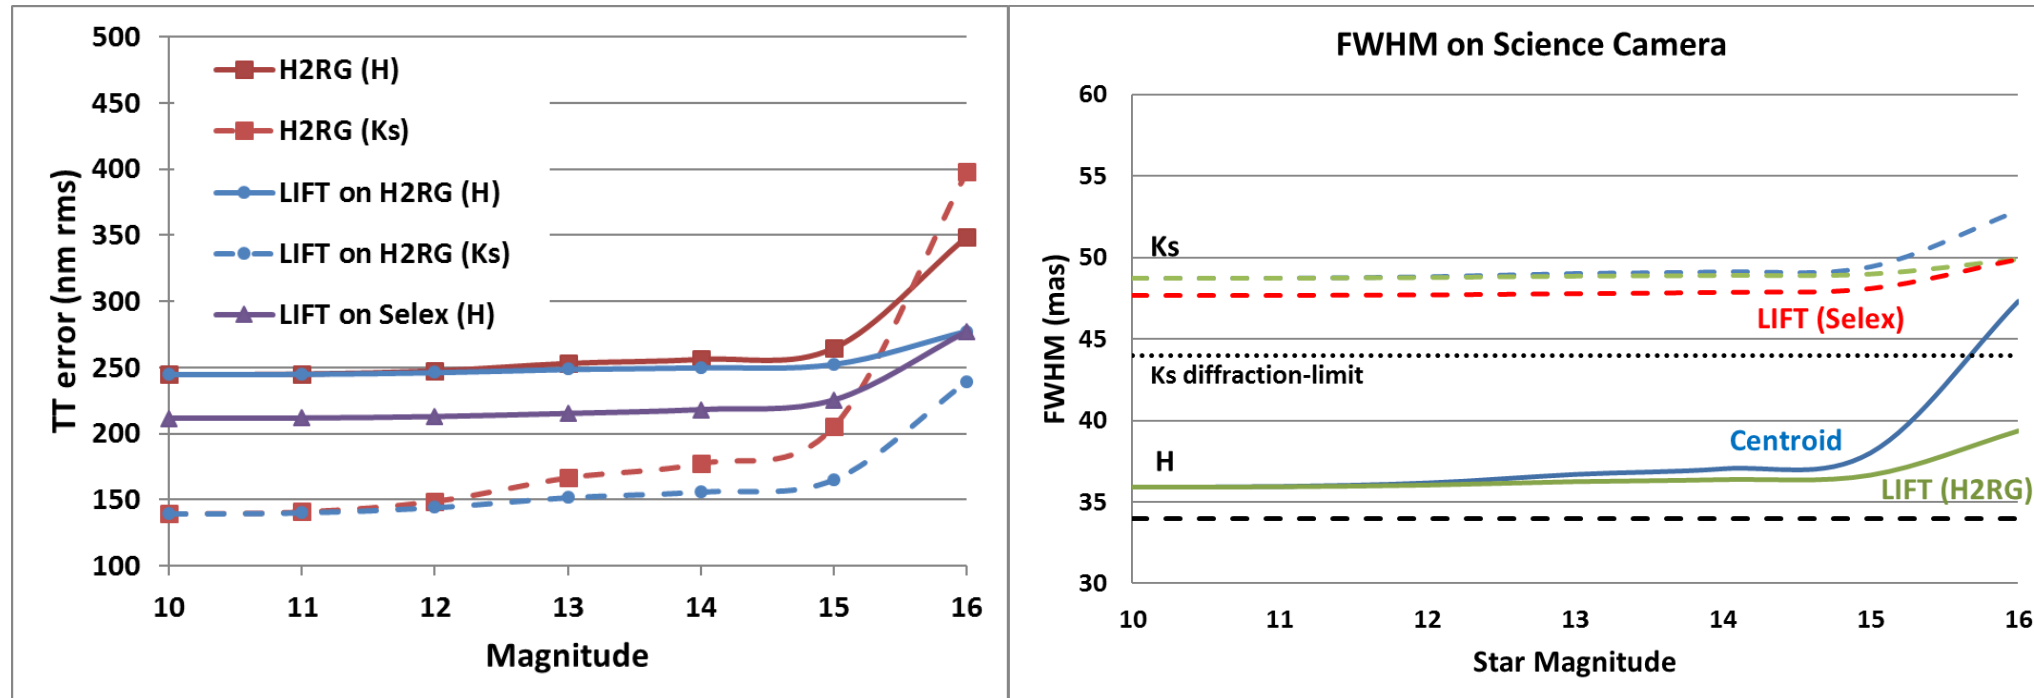 500
450
400
350
300
250
200
150
100
TT error (nm rms)
H2RG (H)
H2RG (Ks)
LIFT on H2RG (H)
LIFT on H2RG (Ks)
LIFT on Selex (H)
10 11 12 13 14 15 16
Magnitude
FWHM on Science Camera
60
55
50
45
40
35
30
FWHM (mas)
Ks
LIFT (Selex)
Ks diffraction-limit
Centroid
H
LIFT (H2RG)
10 11 12 13 14 15 16
Star Magnitude